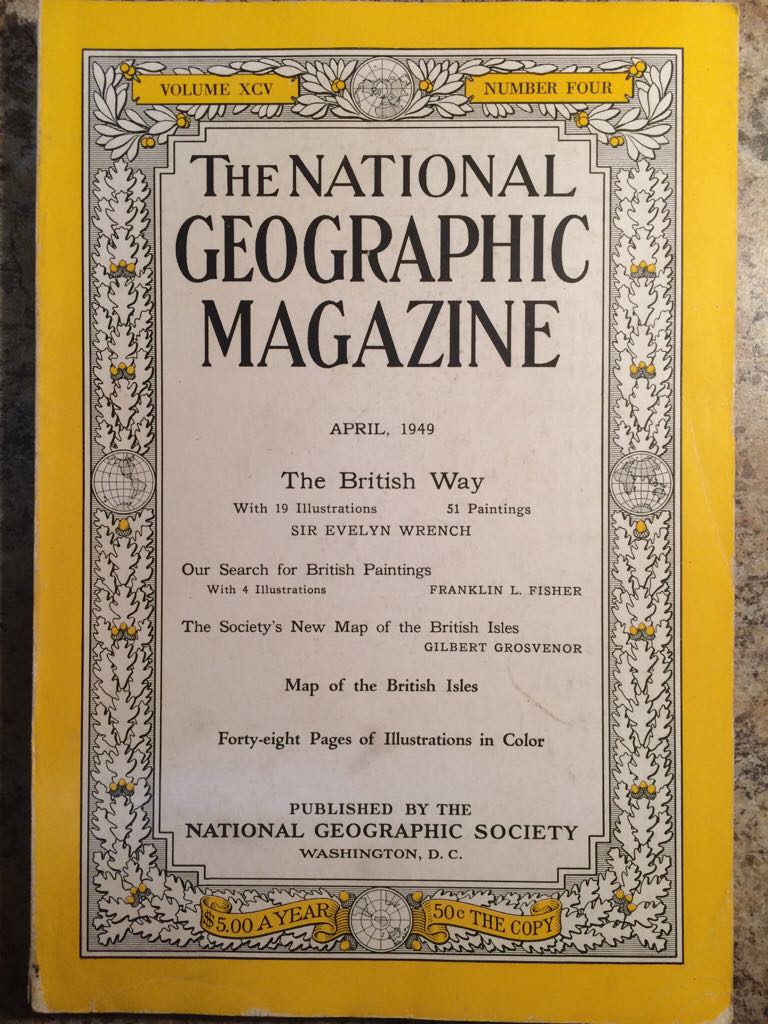 VOLUME XCV NUMBER FOUR
THE NATIONAL
GEOGRAPHIC
MAGAZINE
APRIL, 1949
The British Way
With 19 Illustrations 51 Paintings
SIR EVELYN WRENCH
Our Search for British Paintings
With 4 Illustrations FRANKLIN L. FISHER
The Society's New Map of the British Isles
GILBERT GROSVENOR
Map of the British Isles
Forty-eight Pages of Illustrations in Color
PUBLISHED BY THE
NATIONAL GEOGRAPHIC SOCIETY
WASHINGTON, D. C.
$5.00 A YEAR 50c THE COPY